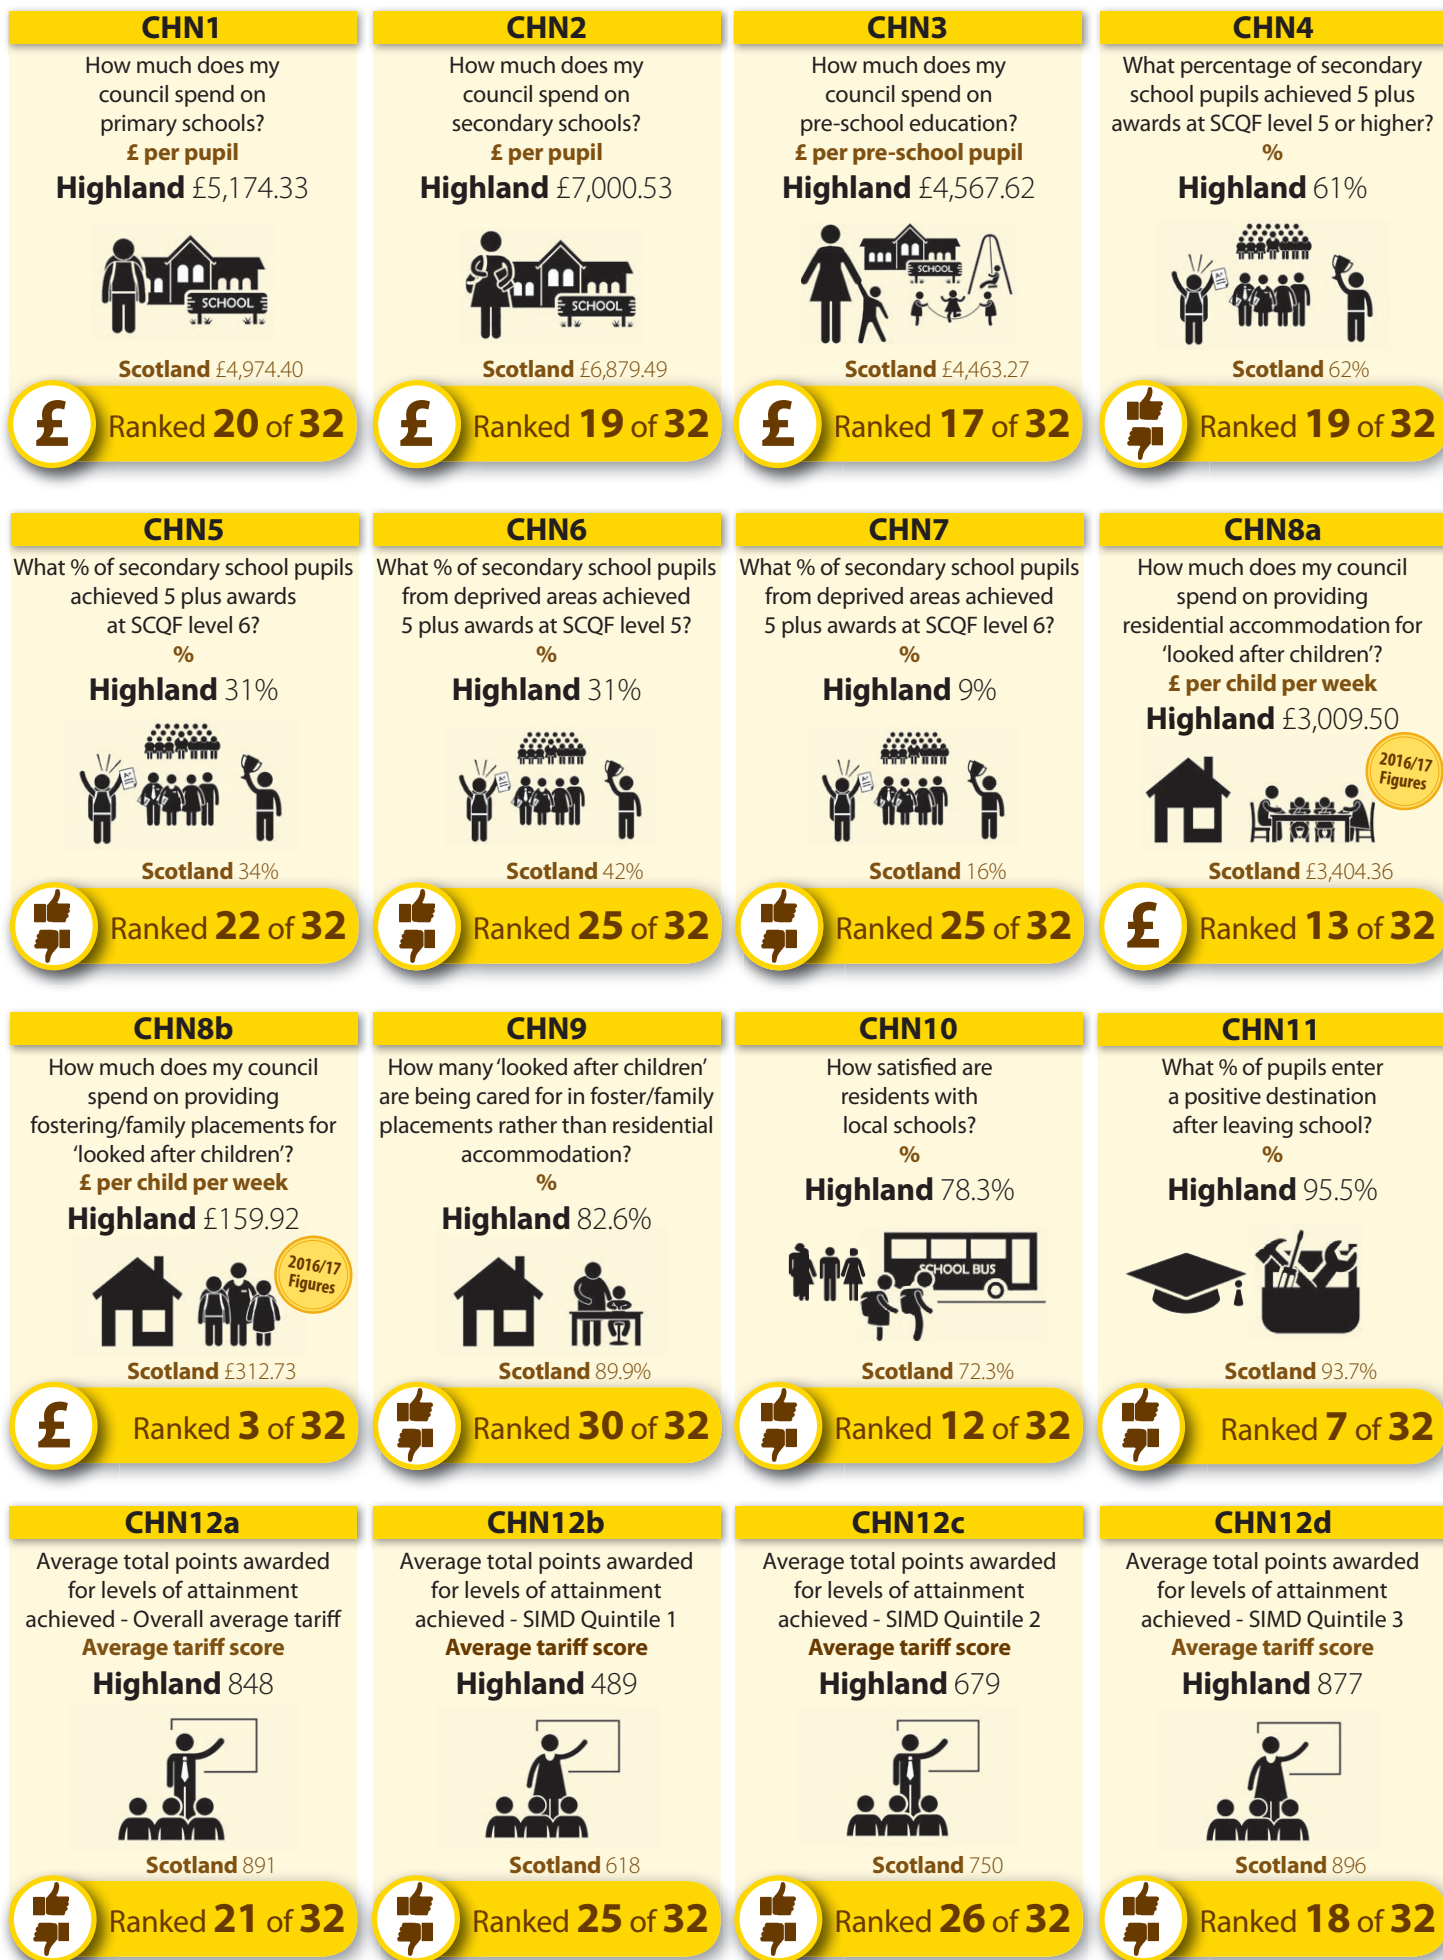 CHN1
How much does my
council spend on
primary schools?
£ per pupil
Highland £5,174.33
SCHOOL
Scotland £4,974.40
£
Ranked 20 of 32
CHN2
How much does my
council spend on
secondary schools?
£ per pupil
Highland £7,000.53
SCHOOL
Scotland £6,879.49
£
Ranked 19 of 32
CHN3
How much does my
council spend on
pre-school education?
£ per pre-school pupil
Highland £4,567.62
SCHOOL
Scotland £4,463.27
£
Ranked 17 of 32
CHN4
What percentage of secondary
school pupils achieved 5 plus
awards at SCQF level 5 or higher?
%
Highland 61%
A+
Scotland 62%
Ranked 19 of 32
CHN5
What % of secondary school pupils
achieved 5 plus awards
at SCQF level 6?
%
Highland 31%
A+
Scotland 34%
Ranked 22 of 32
CHN6
What % of secondary school pupils
from deprived areas achieved
5 plus awards at SCQF level 5?
%
Highland 31%
A+
Scotland 42%
Ranked 25 of 32
CHN7
What % of secondary school pupils
from deprived areas achieved
5 plus awards at SCQF level 6?
%
Highland 9%
A+
Scotland 16%
Ranked 25 of 32
CHN8a
How much does my council
spend on providing
residential accommodation for
‘looked after children’?
£ per child per week
Highland £3,009.50
2016/17
Figures
Scotland £3,404.36
£
Ranked 13 of 32
CHN8b
How much does my council
spend on providing
fostering/family placements for
‘looked after children’?
£ per child per week
Highland £159.92
2016/17
Figures
Scotland £312.73
£
Ranked 3 of 32
CHN9
How many ‘looked after children’
are being cared for in foster/family
placements rather than residential
accommodation?
%
Highland 82.6%
Scotland 89.9%
Ranked 30 of 32
CHN10
How satisfied are
residents with
local schools?
%
Highland 78.3%
SCHOOL BUS
Scotland 72.3%
Ranked 12 of 32
CHN11
What % of pupils enter
a positive destination
after leaving school?
%
Highland 95.5%
Scotland 93.7%
Ranked 7 of 32
CHN12a
Average total points awarded
for levels of attainment
achieved - Overall average tariff
Average tariff score
Highland 848
Scotland 891
Ranked 21 of 32
CHN12b
Average total points awarded
for levels of attainment
achieved - SIMD Quintile 1
Average tariff score
Highland 489
Scotland 618
Ranked 25 of 32
CHN12c
Average total points awarded
for levels of attainment
achieved - SIMD Quintile 2
Average tariff score
Highland 679
Scotland 750
Ranked 26 of 32
CHN12d
Average total points awarded
for levels of attainment
achieved - SIMD Quintile 3
Average tariff score
Highland 877
Scotland 896
Ranked 18 of 32